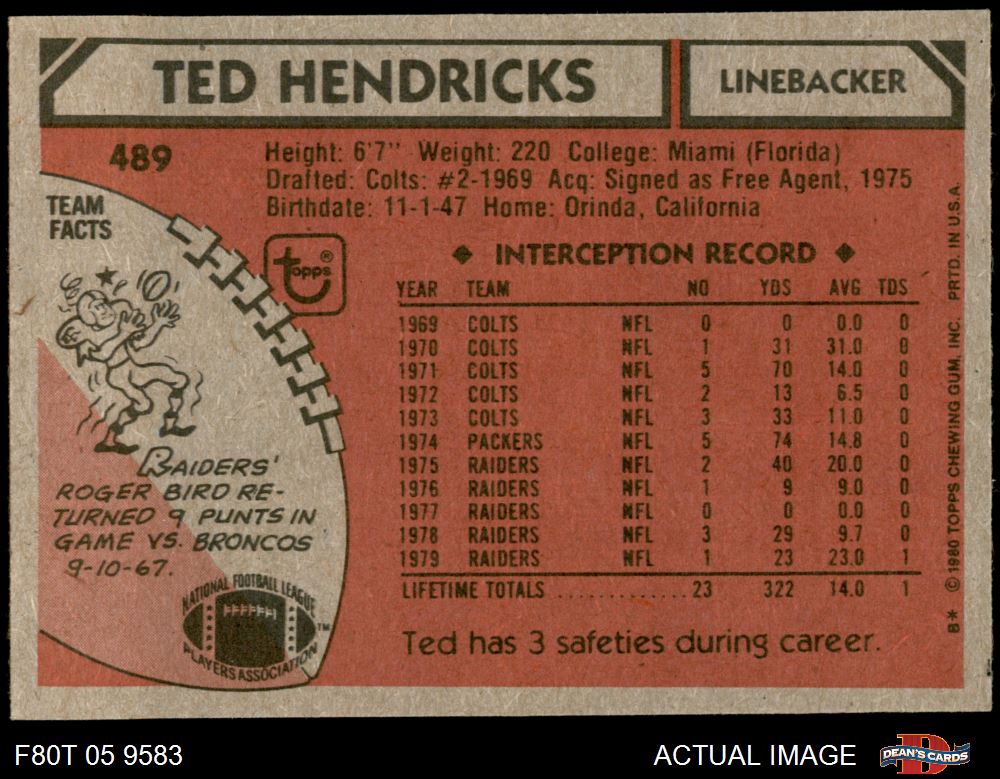 TED HENDRICKS
LINEBACKER
489
Height: 6'7" Weight: 220 College: Miami (Florida)
Drafted: Colts: #2-1969 Acq: Signed as Free Agent, 1975
Birthdate: 11-1-47 Home: Orinda, California
TEAM
FACTS
topps®
◆ INTERCEPTION RECORD ◆
YEAR TEAM NO YDS AVG TDS
1969 COLTS NFL 0 0 0.0 0
1970 COLTS NFL 1 31 31.0 0
1971 COLTS NFL 5 70 14.0 0
1972 COLTS NFL 2 13 6.5 0
1973 COLTS NFL 3 33 11.0 0
1974 PACKERS NFL 5 74 14.8 0
1975 RAIDERS NFL 2 40 20.0 0
1976 RAIDERS NFL 1 9 9.0 0
1977 RAIDERS NFL 0 0 0.0 0
1978 RAIDERS NFL 3 29 9.7 0
1979 RAIDERS NFL 1 23 23.0 1
LIFETIME TOTALS .............. 23 322 14.0 1
Ted has 3 safeties during career.
RAIDERS'
ROGER BIRD RE-
TURNED 9 PUNTS IN
GAME VS. BRONCOS
9-10-67.
NATIONAL FOOTBALL LEAGUE
PLAYERS ASSOCIATION
TM
B* © 1980 TOPPS CHEWING GUM, INC. PRTD. IN U.S.A.
F80T 05 9583
ACTUAL IMAGE
D
DEAN'S CARDS